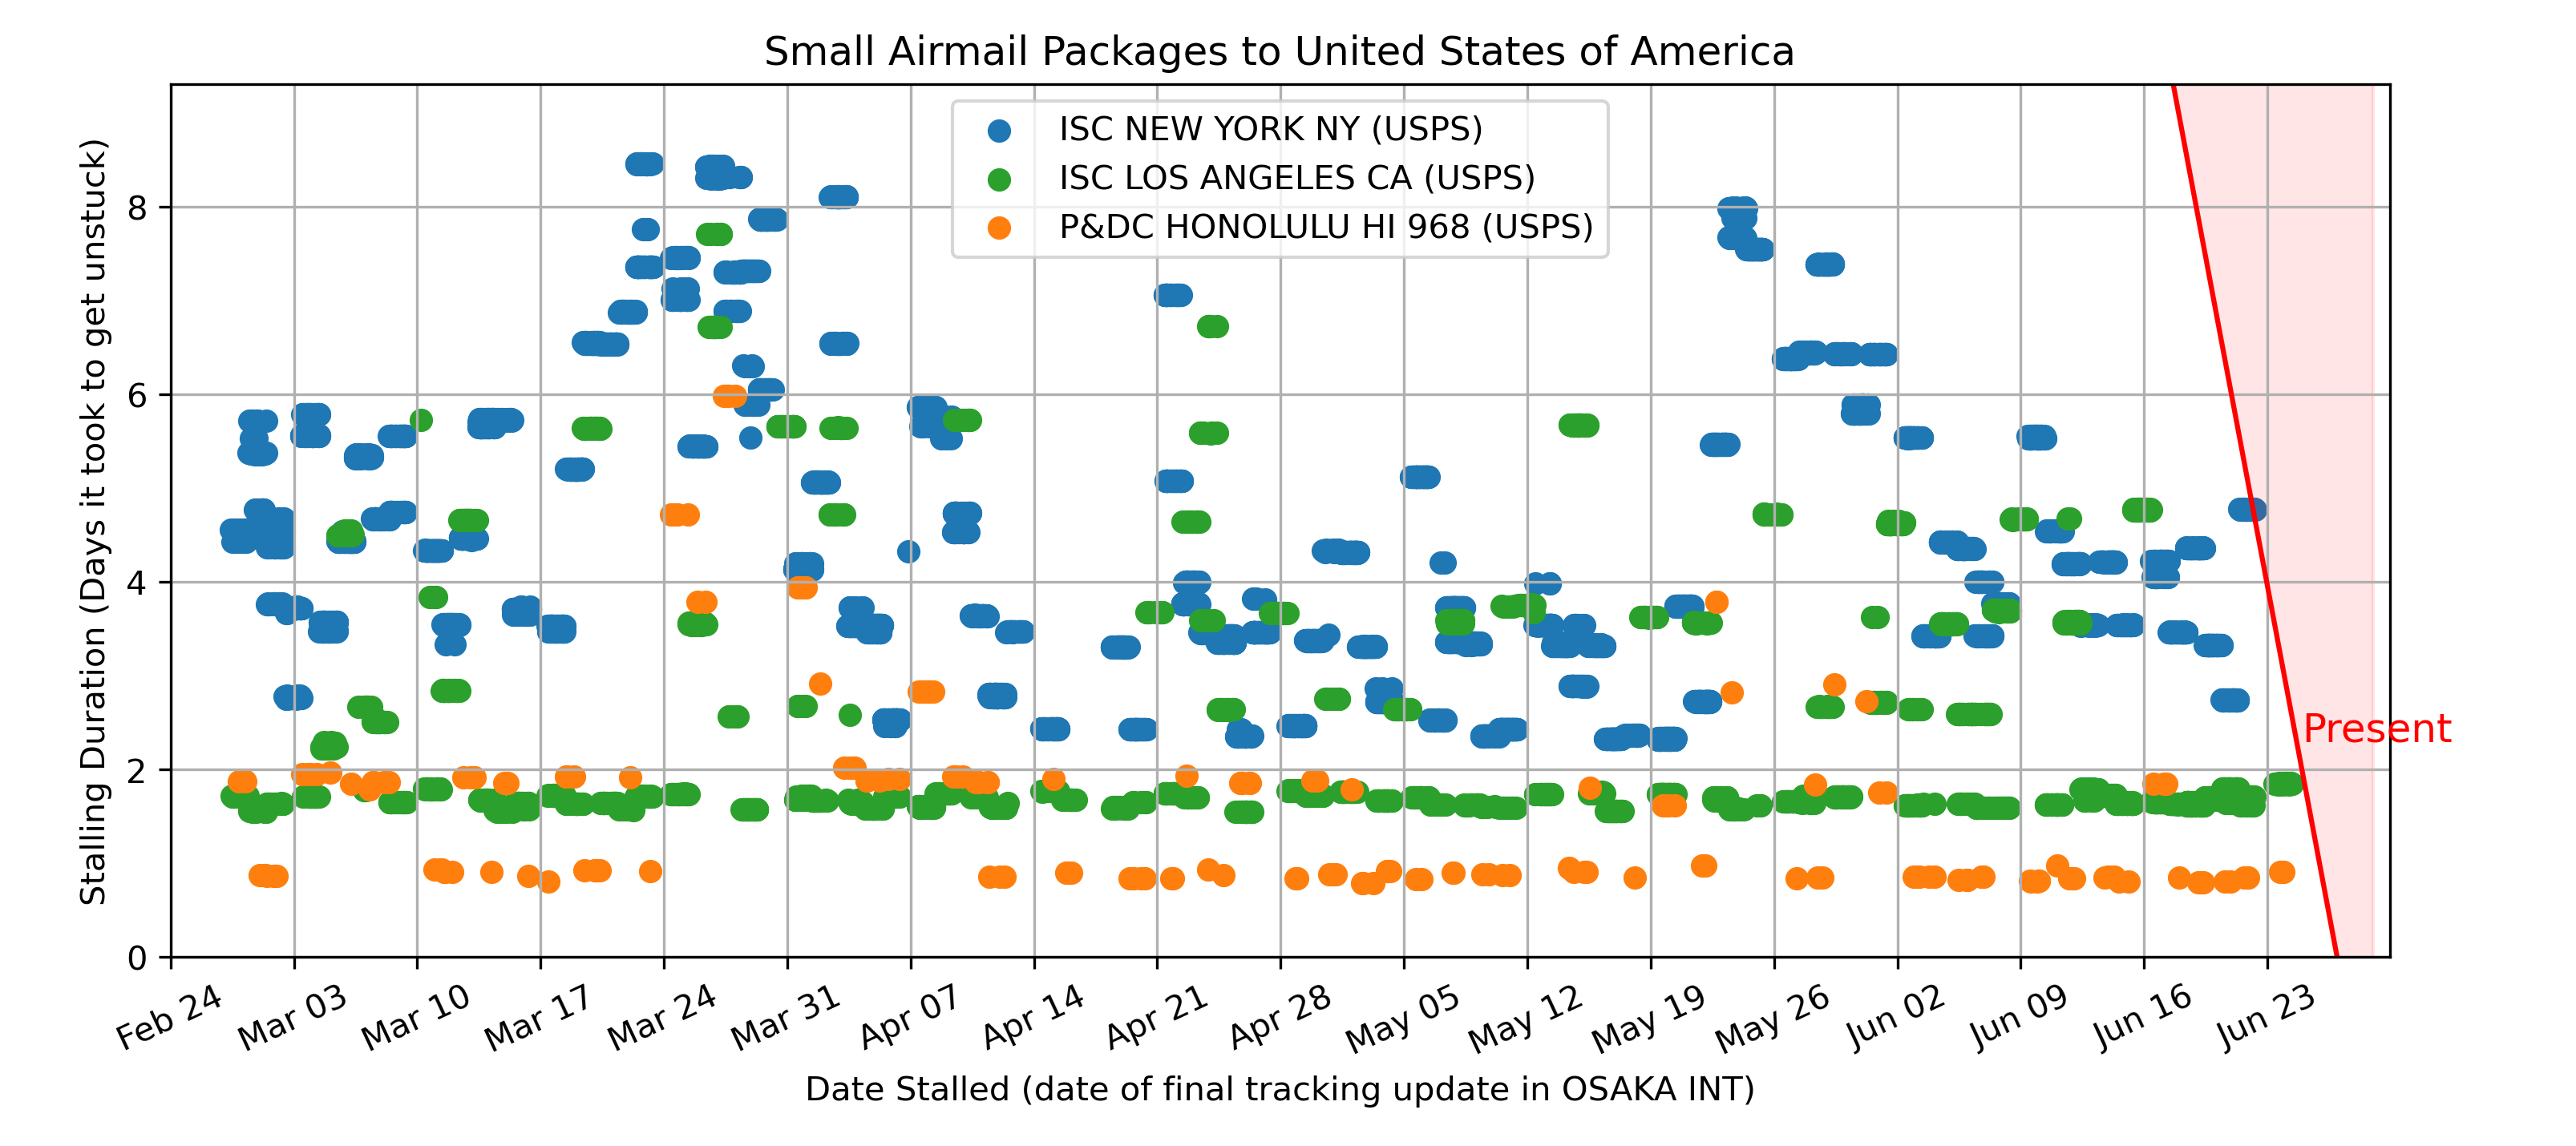 Small Airmail Packages to United States of America
ISC NEW YORK NY (USPS)
ISC LOS ANGELES CA (USPS)
P&DC HONOLULU HI 968 (USPS)
Stalling Duration (Days it took to get unstuck)
8
6
4
2
0
Present
Feb 24
Mar 03
Mar 10
Mar 17
Mar 24
Mar 31
Apr 07
Apr 14
Apr 21
Apr 28
May 05
May 12
May 19
May 26
Jun 02
Jun 09
Jun 16
Jun 23
Date Stalled (date of final tracking update in OSAKA INT)